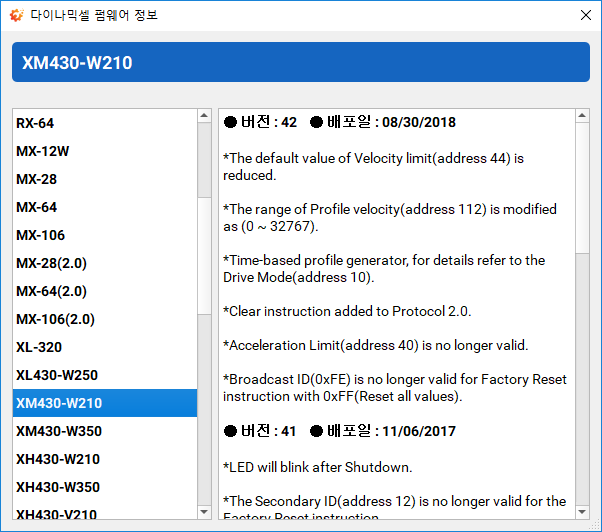 다이나믹셀 펌웨어 정보
XM430-W210
RX-64
MX-12W
MX-28
MX-64
MX-106
MX-28(2.0)
MX-64(2.0)
MX-106(2.0)
XL-320
XL430-W250
XM430-W210
XM430-W350
XH430-W210
XH430-W350
XH430-V210
● 버전 : 42 ● 배포일 : 08/30/2018
*The default value of Velocity limit(address 44) is
reduced.
*The range of Profile velocity(address 112) is modified
as (0 ~ 32767).
*Time-based profile generator, for details refer to the
Drive Mode(address 10).
*Clear instruction added to Protocol 2.0.
*Acceleration Limit(address 40) is no longer valid.
*Broadcast ID(0xFE) is no longer valid for Factory Reset
instruction with 0xFF(Reset all values).
● 버전 : 41 ● 배포일 : 11/06/2017
*LED will blink after Shutdown.
*The Secondary ID(address 12) is no longer valid for the
Factory Reset instruction.